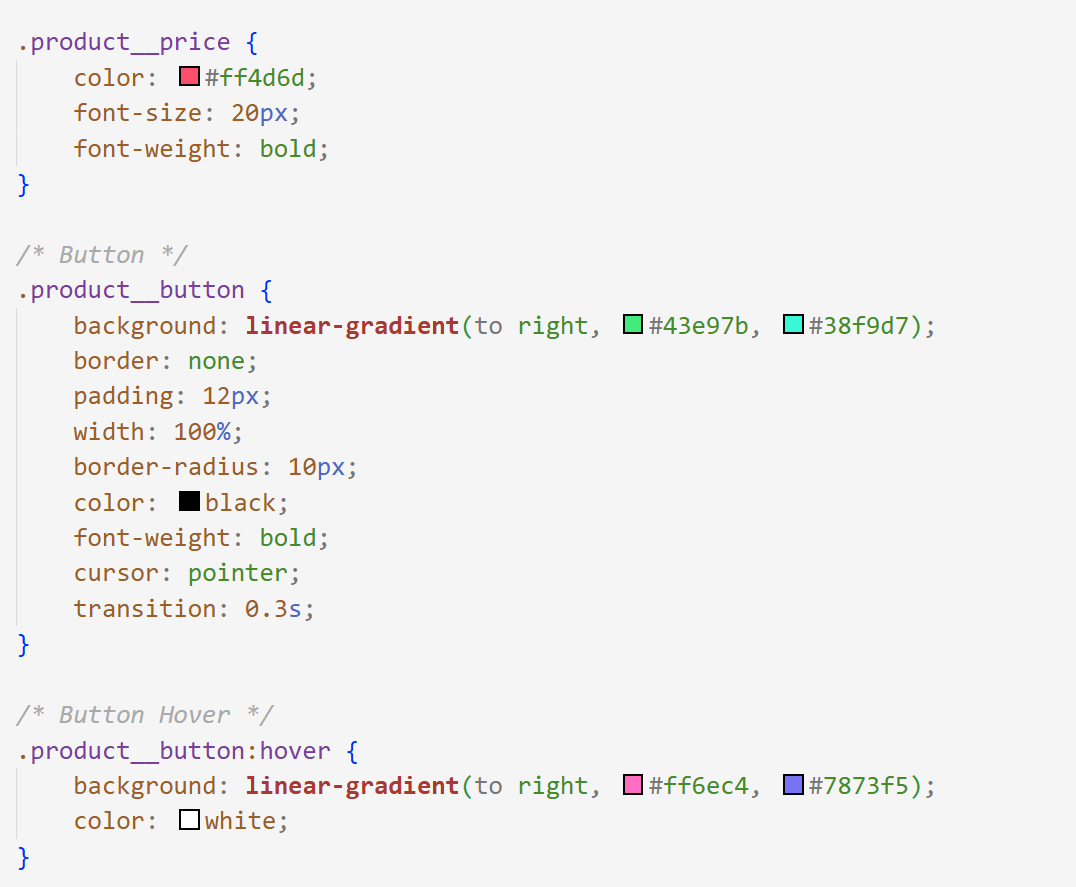 .product__price {
    color: #ff4d6d;
    font-size: 20px;
    font-weight: bold;
}

/* Button */
.product__button {
    background: linear-gradient(to right, #43e97b, #38f9d7);
    border: none;
    padding: 12px;
    width: 100%;
    border-radius: 10px;
    color: black;
    font-weight: bold;
    cursor: pointer;
    transition: 0.3s;
}

/* Button Hover */
.product__button:hover {
    background: linear-gradient(to right, #ff6ec4, #7873f5);
    color: white;
}